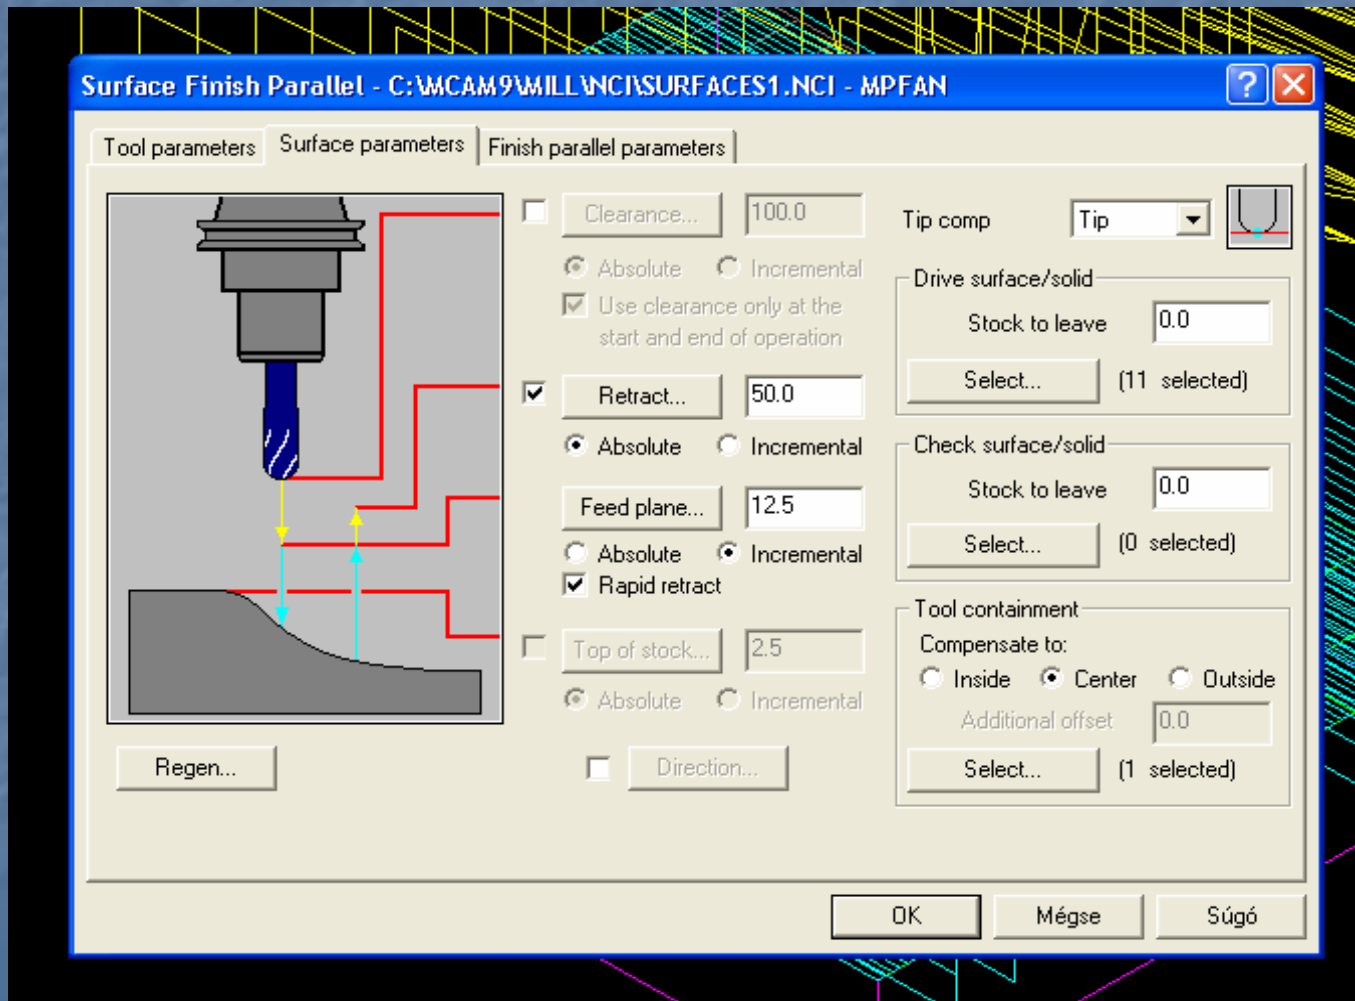 Surface Finish Parallel - C:\MCAM9\MILL\NCI\SURFACES1.NCI - MPFAN
Tool parameters
Surface parameters
Finish parallel parameters
Clearance...
100.0
Absolute
Incremental
Use clearance only at the
start and end of operation
Retract...
50.0
Absolute
Incremental
Feed plane...
12.5
Absolute
Incremental
Rapid retract
Top of stock...
2.5
Absolute
Incremental
Direction...
Regen...
Tip comp
Tip
Drive surface/solid
Stock to leave
0.0
Select...
(11 selected)
Check surface/solid
Stock to leave
0.0
Select...
(0 selected)
Tool containment
Compensate to:
Inside
Center
Outside
Additional offset
0.0
Select...
(1 selected)
OK
Mégse
Súgó